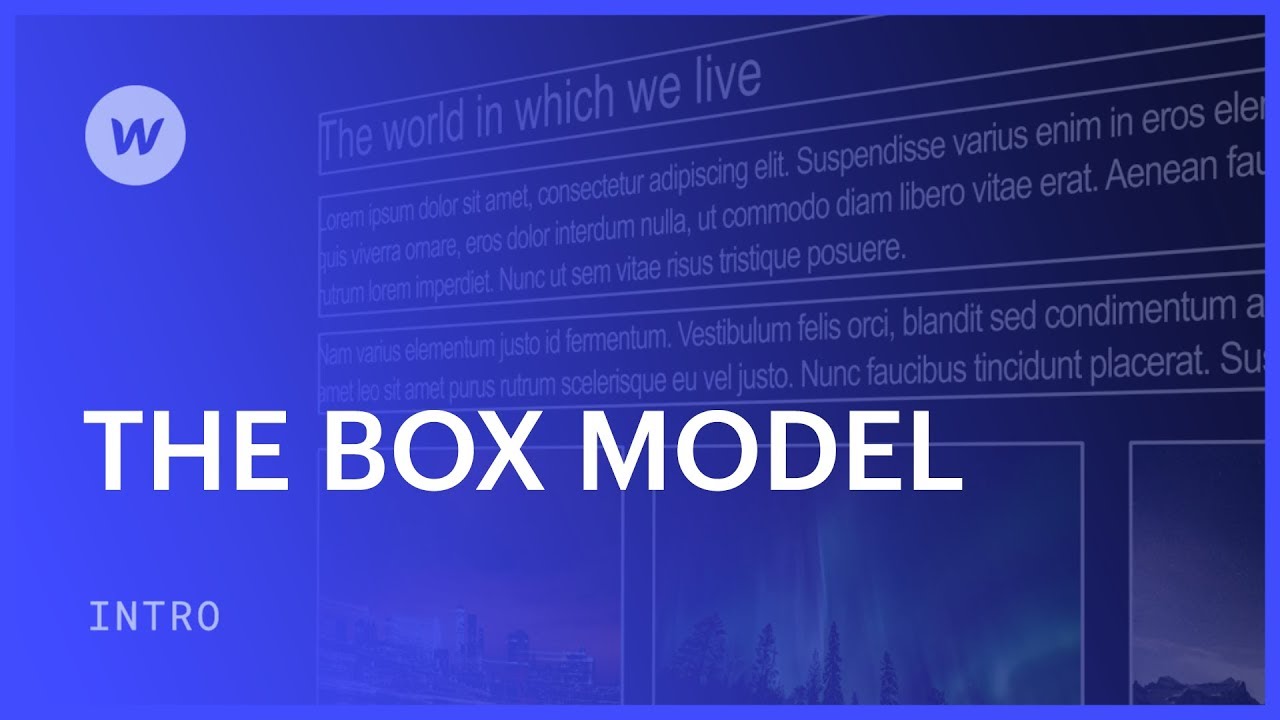 W
The world in which we live
Lorem ipsum dolor sit amet, consectetur adipiscing elit. Suspendisse varius enim in eros ele
quis viverra ornare, eros dolor interdum nulla, ut commodo diam libero vitae erat. Aenean fau
rutrum lorem imperdiet. Nunc ut sem vitae risus tristique posuere.
Nam varius elementum justo id fermentum. Vestibulum felis orci, blandit sed condimentum a
amet leo sit amet purus rutrum scelerisque eu vel justo. Nunc faucibus tincidunt placerat. Sus
THE BOX MODEL
INTRO